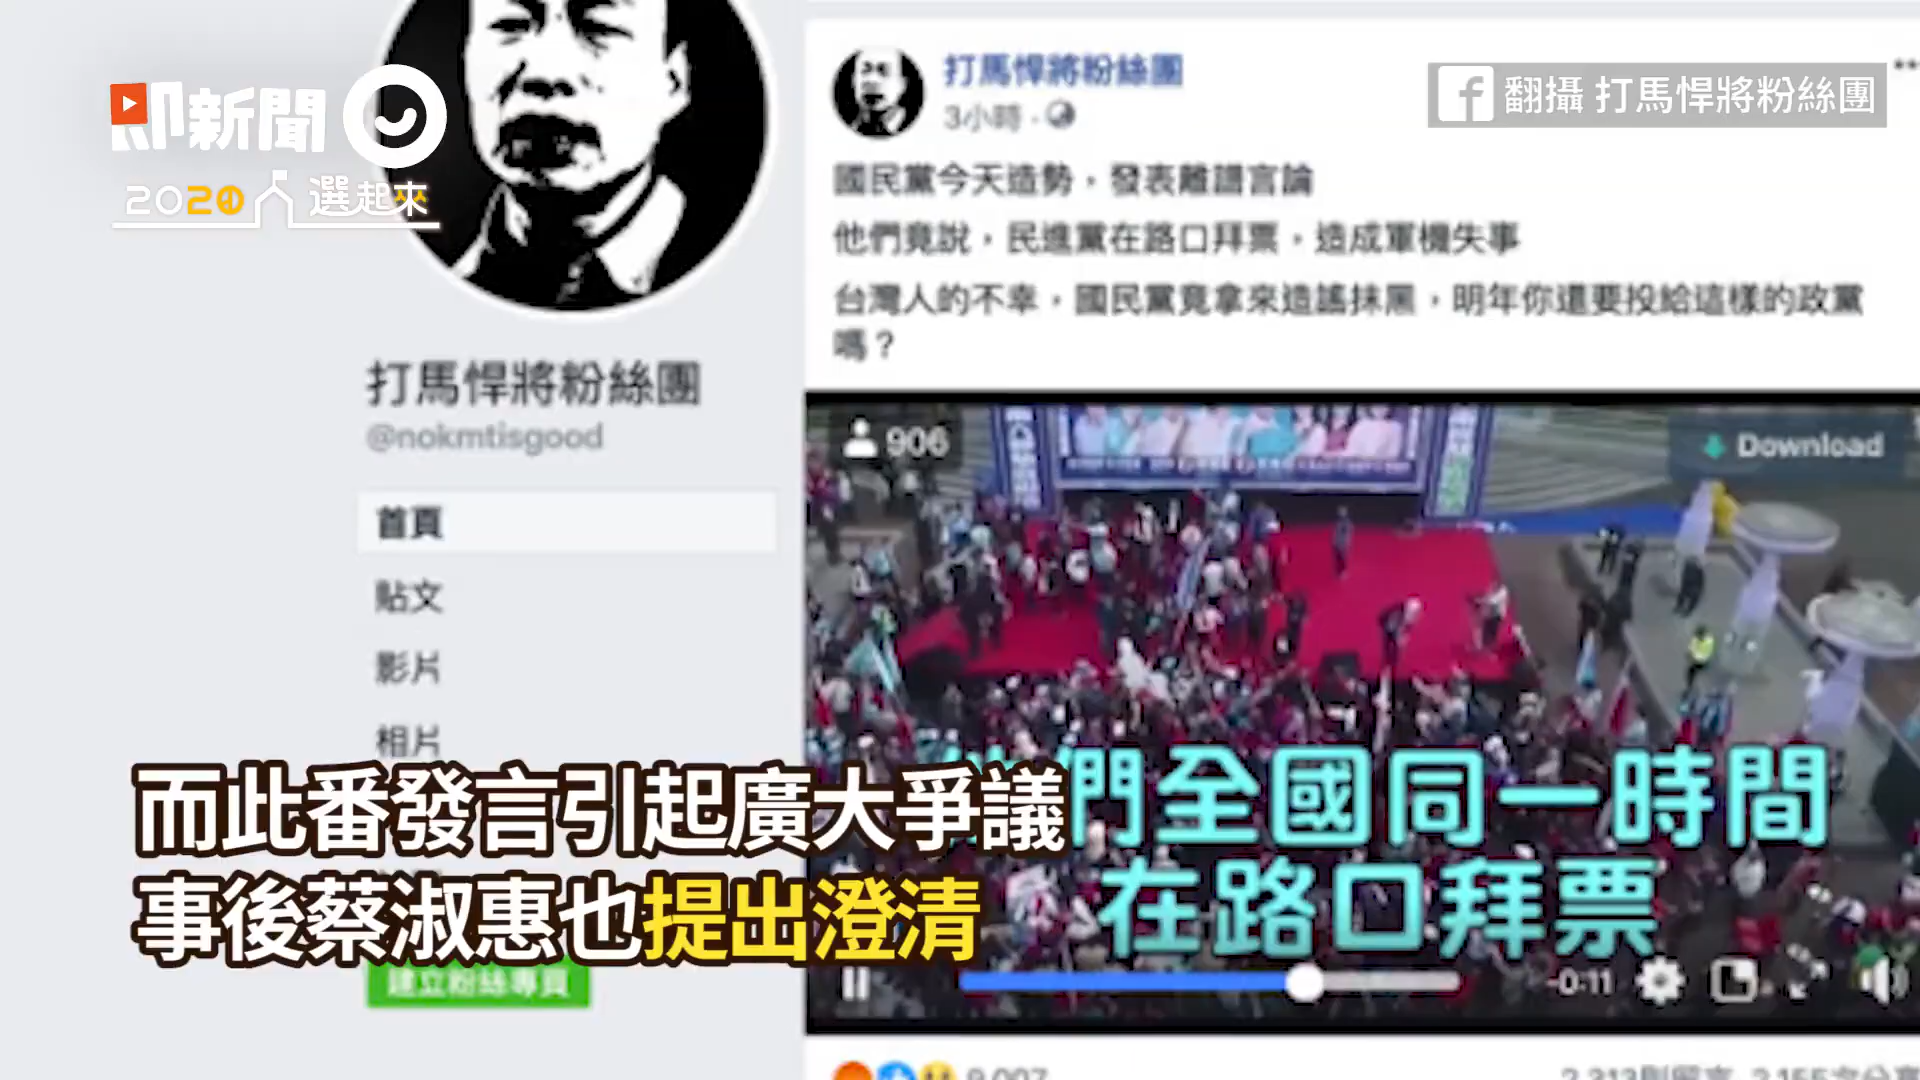 即新聞
2020 選起來
翻攝 打馬悍將粉絲團
打馬悍將粉絲團
@nokmtisgood
首頁
貼文
影片
相片
建立粉絲專頁
打馬悍將粉絲團
3小時
國民黨今天造勢，發表離譜言論
他們竟說，民進黨在路口拜票，造成軍機失事
台灣人的不幸，國民黨竟拿來造謠抹黑，明年你還要投給這樣的政黨
嗎？
906
Download
們全國同一時間
在路口拜票
-0:11
而此番發言引起廣大爭議
事後蔡淑惠也提出澄清